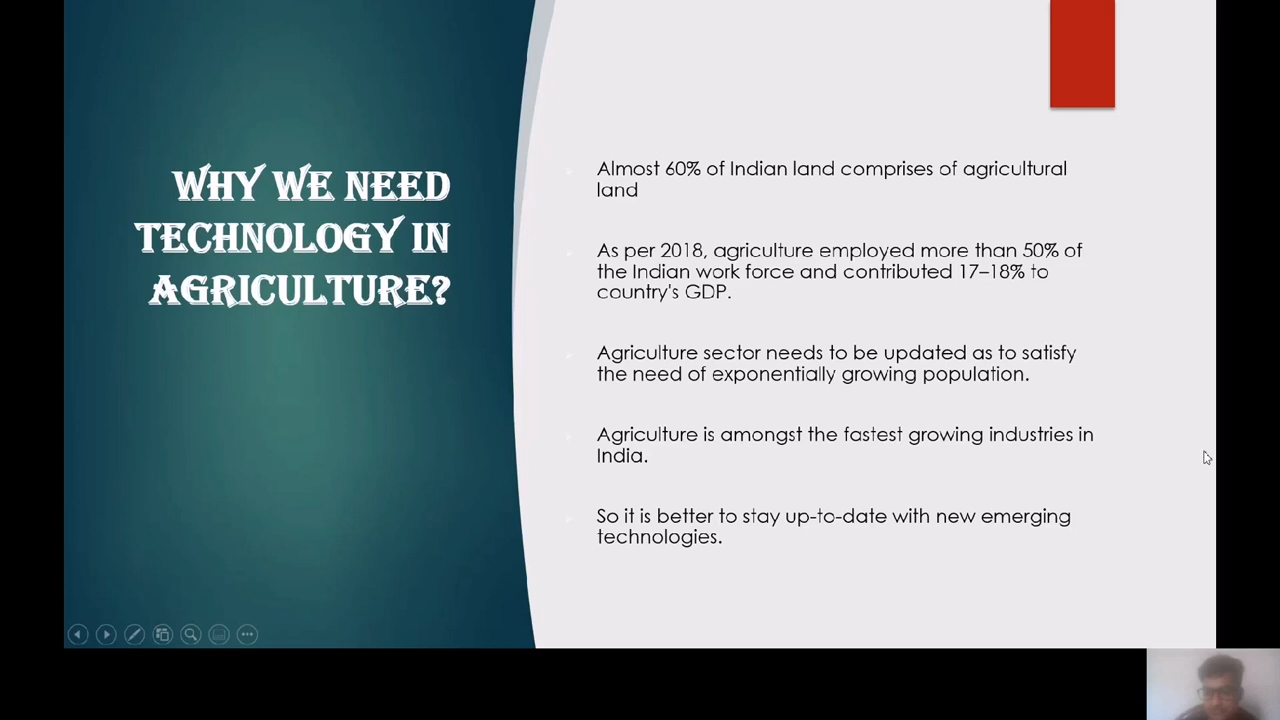 WHY WE NEED
TECHNOLOGY IN
AGRICULTURE?
Almost 60% of Indian land comprises of agricultural
land
As per 2018, agriculture employed more than 50% of
the Indian work force and contributed 17–18% to
country's GDP.
Agriculture sector needs to be updated as to satisfy
the need of exponentially growing population.
Agriculture is amongst the fastest growing industries in
India.
So it is better to stay up-to-date with new emerging
technologies.